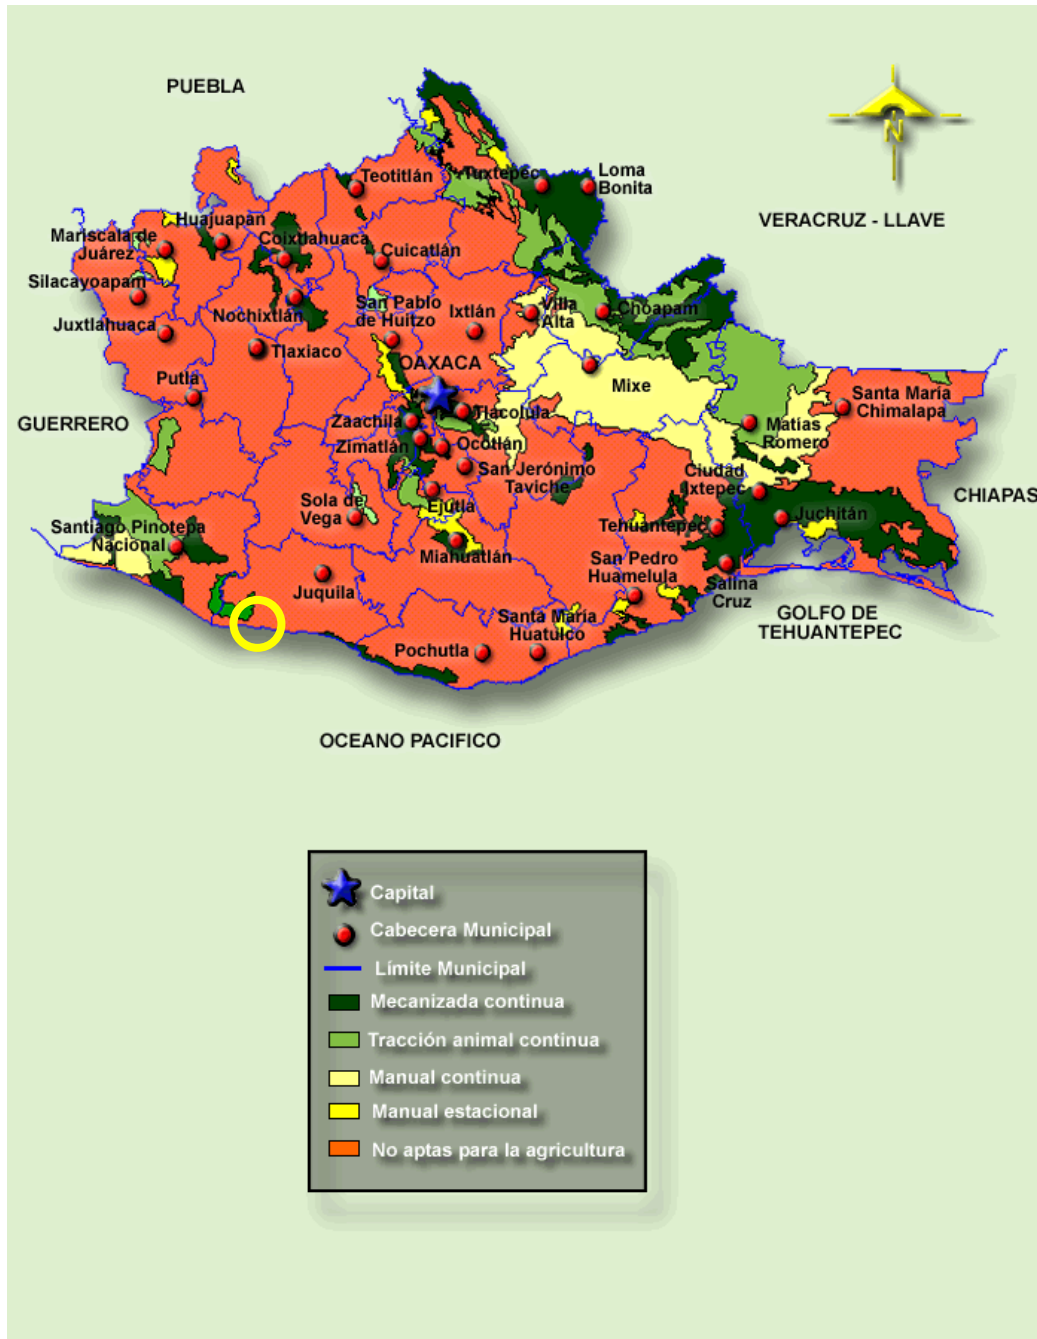 PUEBLA
Loma
Bonita
Tuxtepec
Teotitlán
VERACRUZ - LLAVE
N
Huajuapan
Mariscala de
Juárez
Coixtlahuaca
Cuicatlán
Silacayoapam
San Pablo
de Huitzo
Ixtlán
Villa
Alta
Choapam
Nochixtlán
Juxtlahuaca
Tlaxiaco
OAXACA
Mixe
Putla
Santa María
Chimalapa
GUERRERO
Zaachila
Tlacolula
Matías
Romero
Zimatlán
Ocotlán
San Jerónimo
Taviche
Ciudad
Ixtepec
CHIAPAS
Sola de
Vega
Ejutla
Juchitán
Santiago Pinotepa
Nacional
Tehuantepec
Miahuatlán
San Pedro
Huamelula
Salina
Cruz
Juquila
Santa María
Huatulco
GOLFO DE
TEHUANTEPEC
Pochutla
OCEANO PACIFICO
Capital
Cabecera Municipal
Límite Municipal
Mecanizada continua
Tracción animal continua
Manual continua
Manual estacional
No aptas para la agricultura